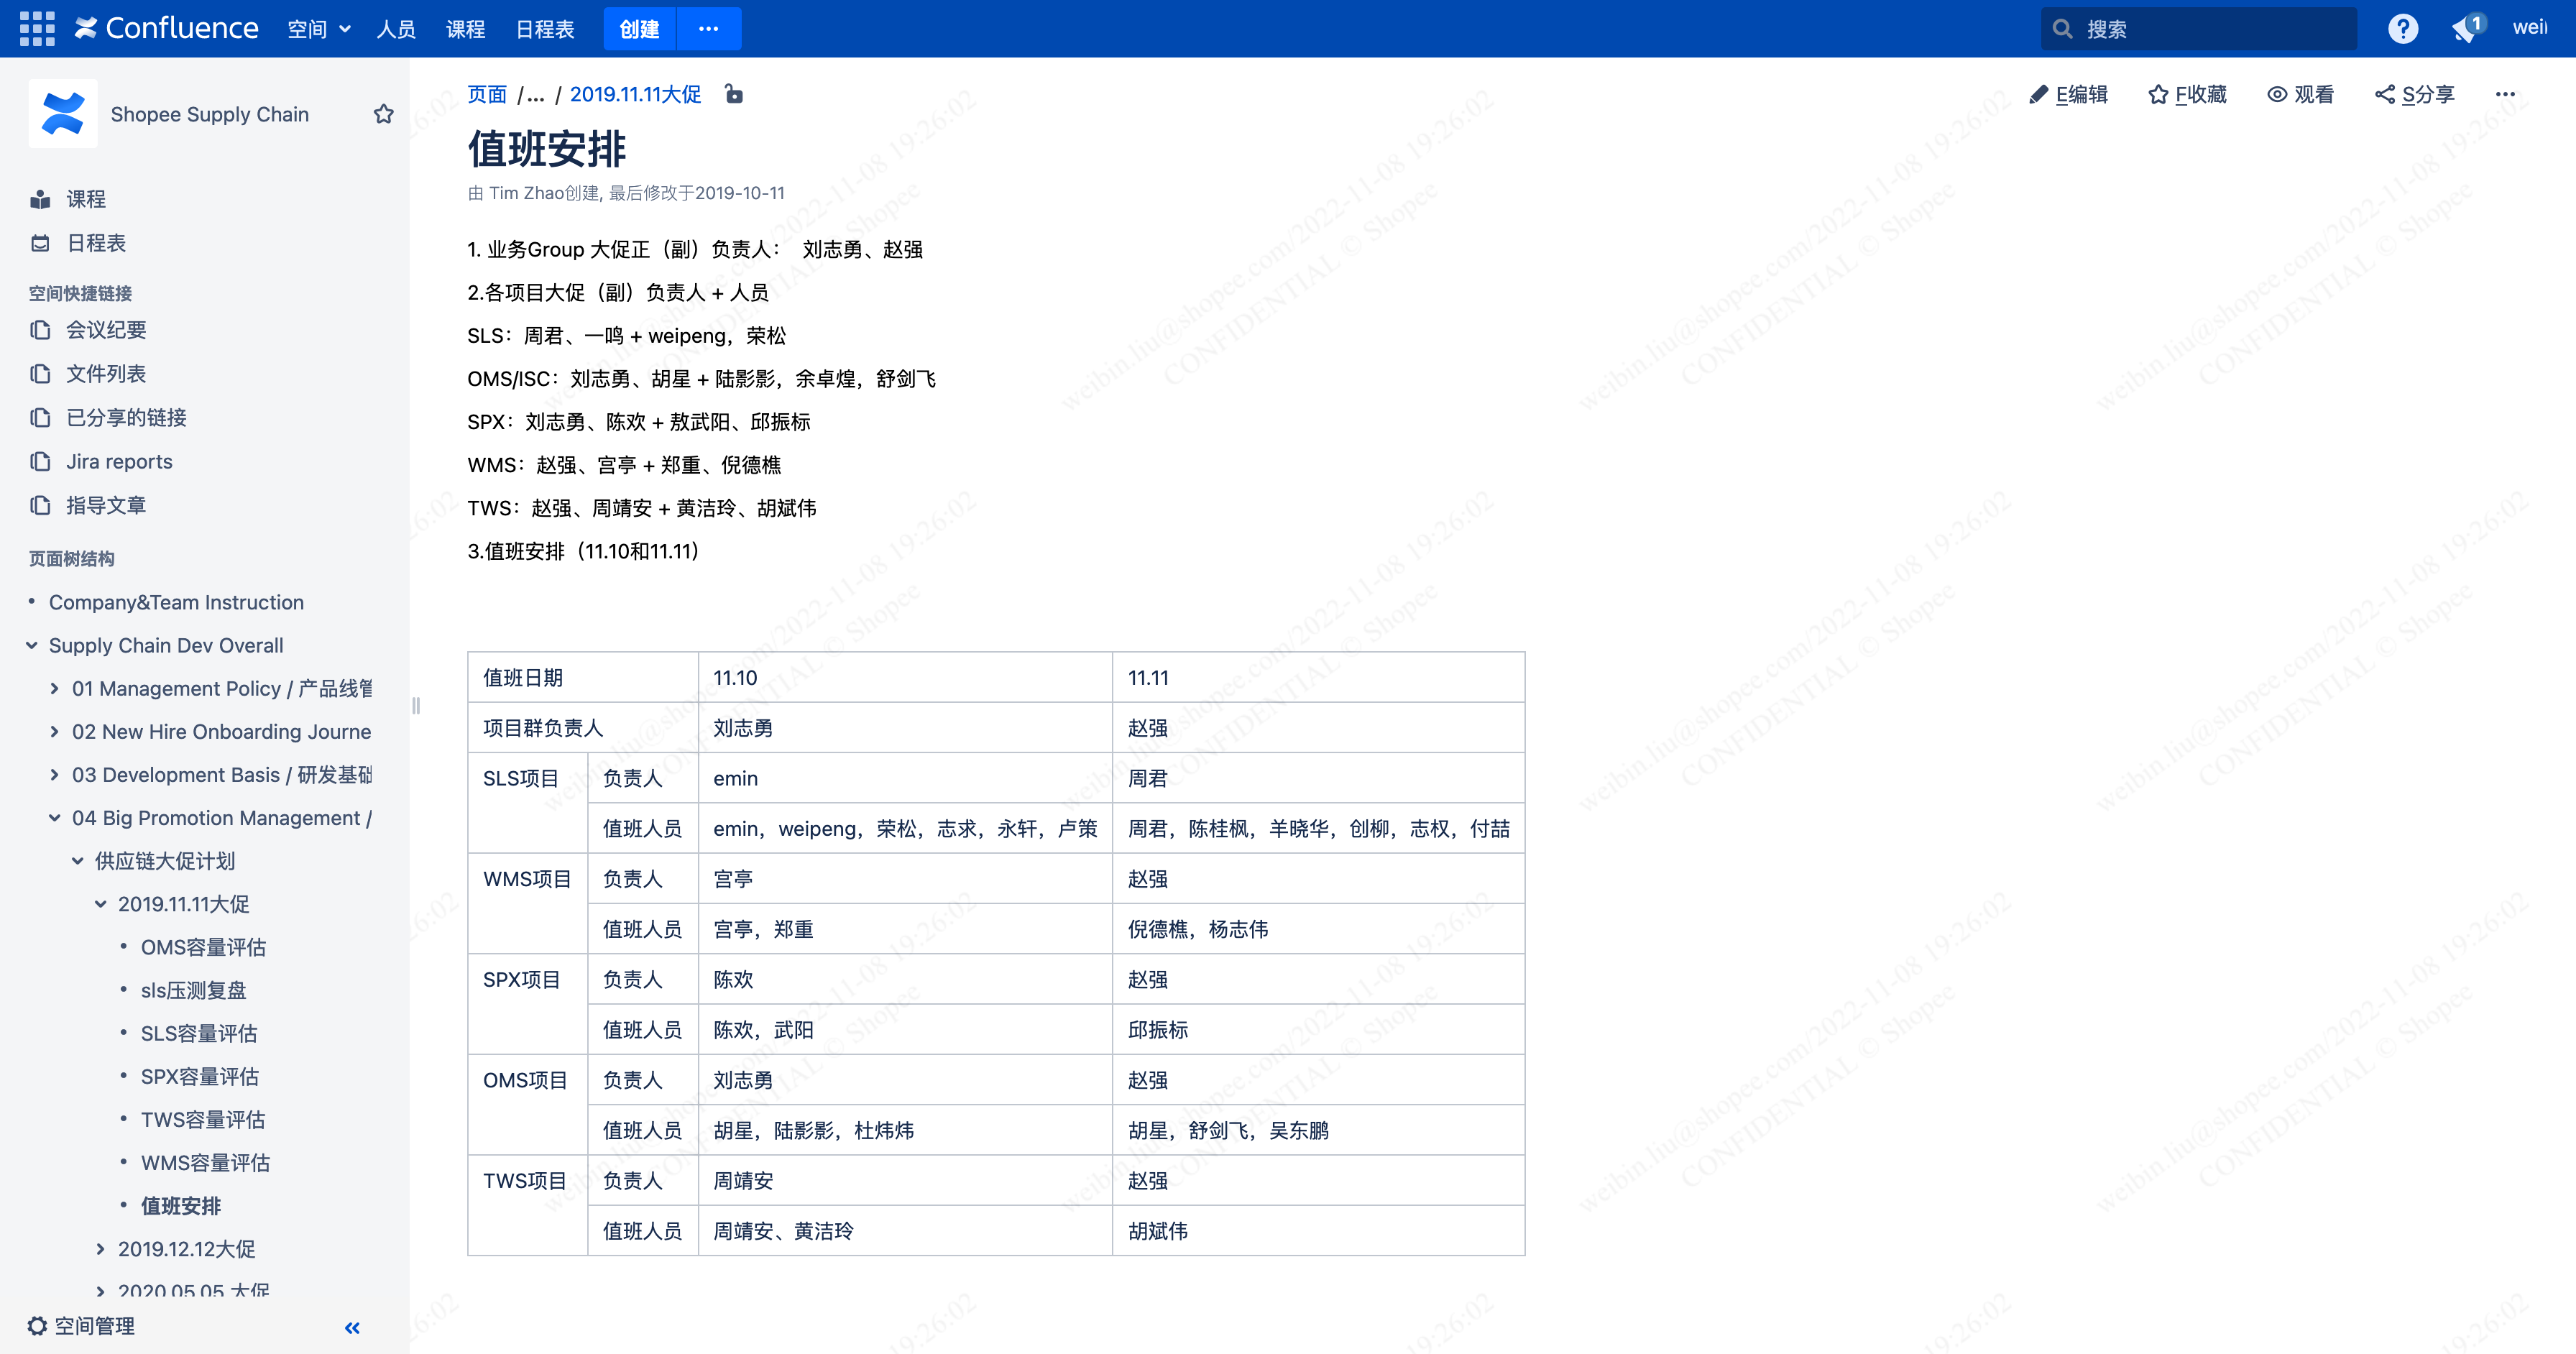 Confluence 空间 人员 课程 日程表 创建 ... 搜索 1 wei
Shopee Supply Chain
课程
日程表
空间快捷链接
会议纪要
文件列表
已分享的链接
Jira reports
指导文章
页面树结构
Company&Team Instruction
Supply Chain Dev Overall
01 Management Policy / 产品线管
02 New Hire Onboarding Journe
03 Development Basis / 研发基础
04 Big Promotion Management /
供应链大促计划
2019.11.11大促
OMS容量评估
sls压测复盘
SLS容量评估
SPX容量评估
TWS容量评估
WMS容量评估
值班安排
2019.12.12大促
2020.05.05 大促
空间管理
页面 /... / 2019.11.11大促
E编辑 F收藏 观看 S分享 ...
值班安排
由 Tim Zhao创建, 最后修改于2019-10-11
1. 业务Group 大促正（副）负责人： 刘志勇、赵强
2.各项目大促（副）负责人 + 人员
SLS：周君、一鸣 + weipeng，荣松
OMS/ISC：刘志勇、胡星 + 陆影影，余卓煌，舒剑飞
SPX：刘志勇、陈欢 + 敖武阳、邱振标
WMS：赵强、宫亭 + 郑重、倪德樵
TWS：赵强、周靖安 + 黄洁玲、胡斌伟
3.值班安排（11.10和11.11）
值班日期 11.10 11.11
项目群负责人 刘志勇 赵强
SLS项目 负责人 emin 周君
值班人员 emin，weipeng，荣松，志求，永轩，卢策 周君，陈桂枫，羊晓华，创柳，志权，付喆
WMS项目 负责人 宫亭 赵强
值班人员 宫亭，郑重 倪德樵，杨志伟
SPX项目 负责人 陈欢 赵强
值班人员 陈欢，武阳 邱振标
OMS项目 负责人 刘志勇 赵强
值班人员 胡星，陆影影，杜炜炜 胡星，舒剑飞，吴东鹏
TWS项目 负责人 周靖安 赵强
值班人员 周靖安、黄洁玲 胡斌伟
weibin.liu@shopee.com/2022-11-08 19:26:02
CONFIDENTIAL © Shopee